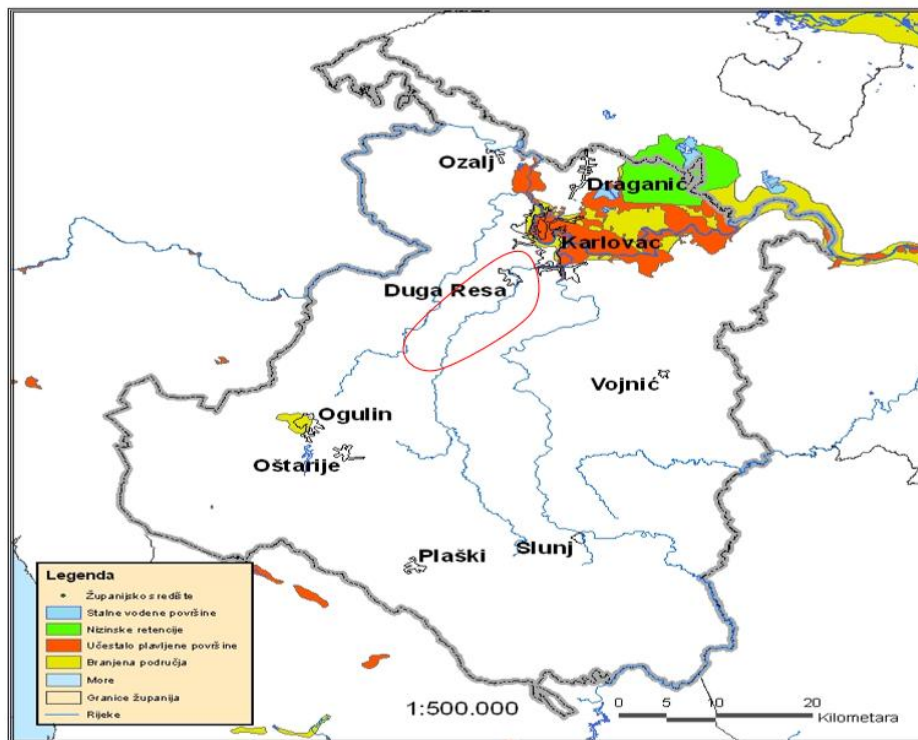 Ozalj
Draganić
Karlovac
Duga Resa
Vojnić
Ogulin
Oštarije
Plaški
Slunj
Legenda
Županijsko središte
Stalne vodene površine
Nizinske retencije
Učestalo plavljene površine
Branjena područja
More
Granice županija
Rijeke
1:500.000
0 5 10 20
Kilometara